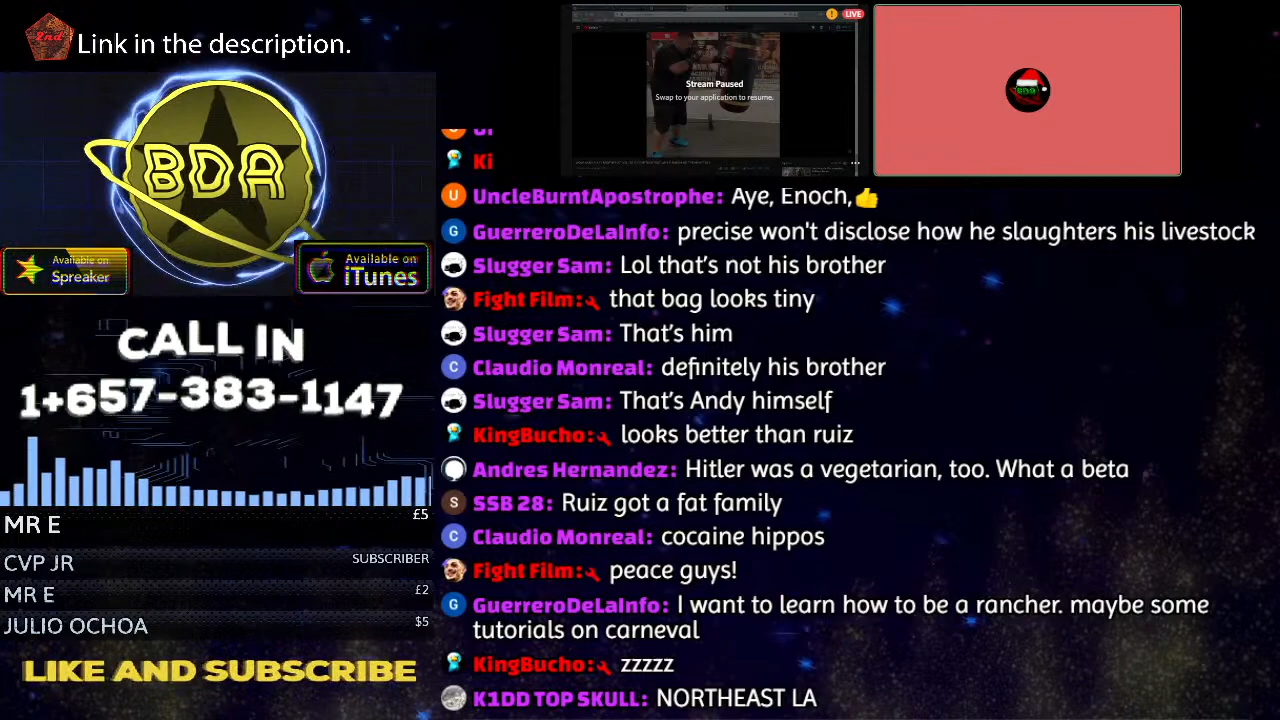 2nd
Link in the description.
BDA
Available on
Spreaker
Available on
iTunes
CALL IN
1+657-383-1147
MR E £5
CVP JR SUBSCRIBER
MR E £2
JULIO OCHOA $5
LIKE AND SUBSCRIBE
LIVE
Stream Paused
Swap to your application to resume.
BDA
Ki
UncleBurntApostrophe: Aye, Enoch,👍
GuerreroDeLaInfo: precise won't disclose how he slaughters his livestock
Slugger Sam: Lol that's not his brother
Fight Film: that bag looks tiny
Slugger Sam: That's him
Claudio Monreal: definitely his brother
Slugger Sam: That's Andy himself
KingBucho: looks better than ruiz
Andres Hernandez: Hitler was a vegetarian, too. What a beta
SSB 28: Ruiz got a fat family
Claudio Monreal: cocaine hippos
Fight Film: peace guys!
GuerreroDeLaInfo: I want to learn how to be a rancher. maybe some
tutorials on carneval
KingBucho: zzzzz
K1DD TOP SKULL: NORTHEAST LA